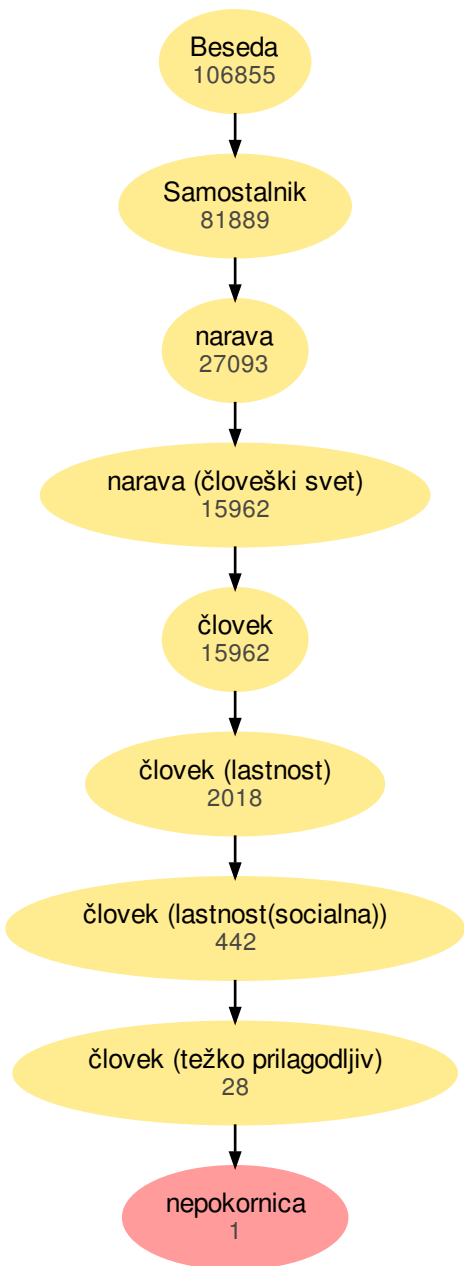 Beseda
106855
Samostalnik
81889
narava
27093
narava (človeški svet)
15962
človek
15962
človek (lastnost)
2018
človek (lastnost(socialna))
442
človek (težko prilagodljiv)
28
nepokornica
1